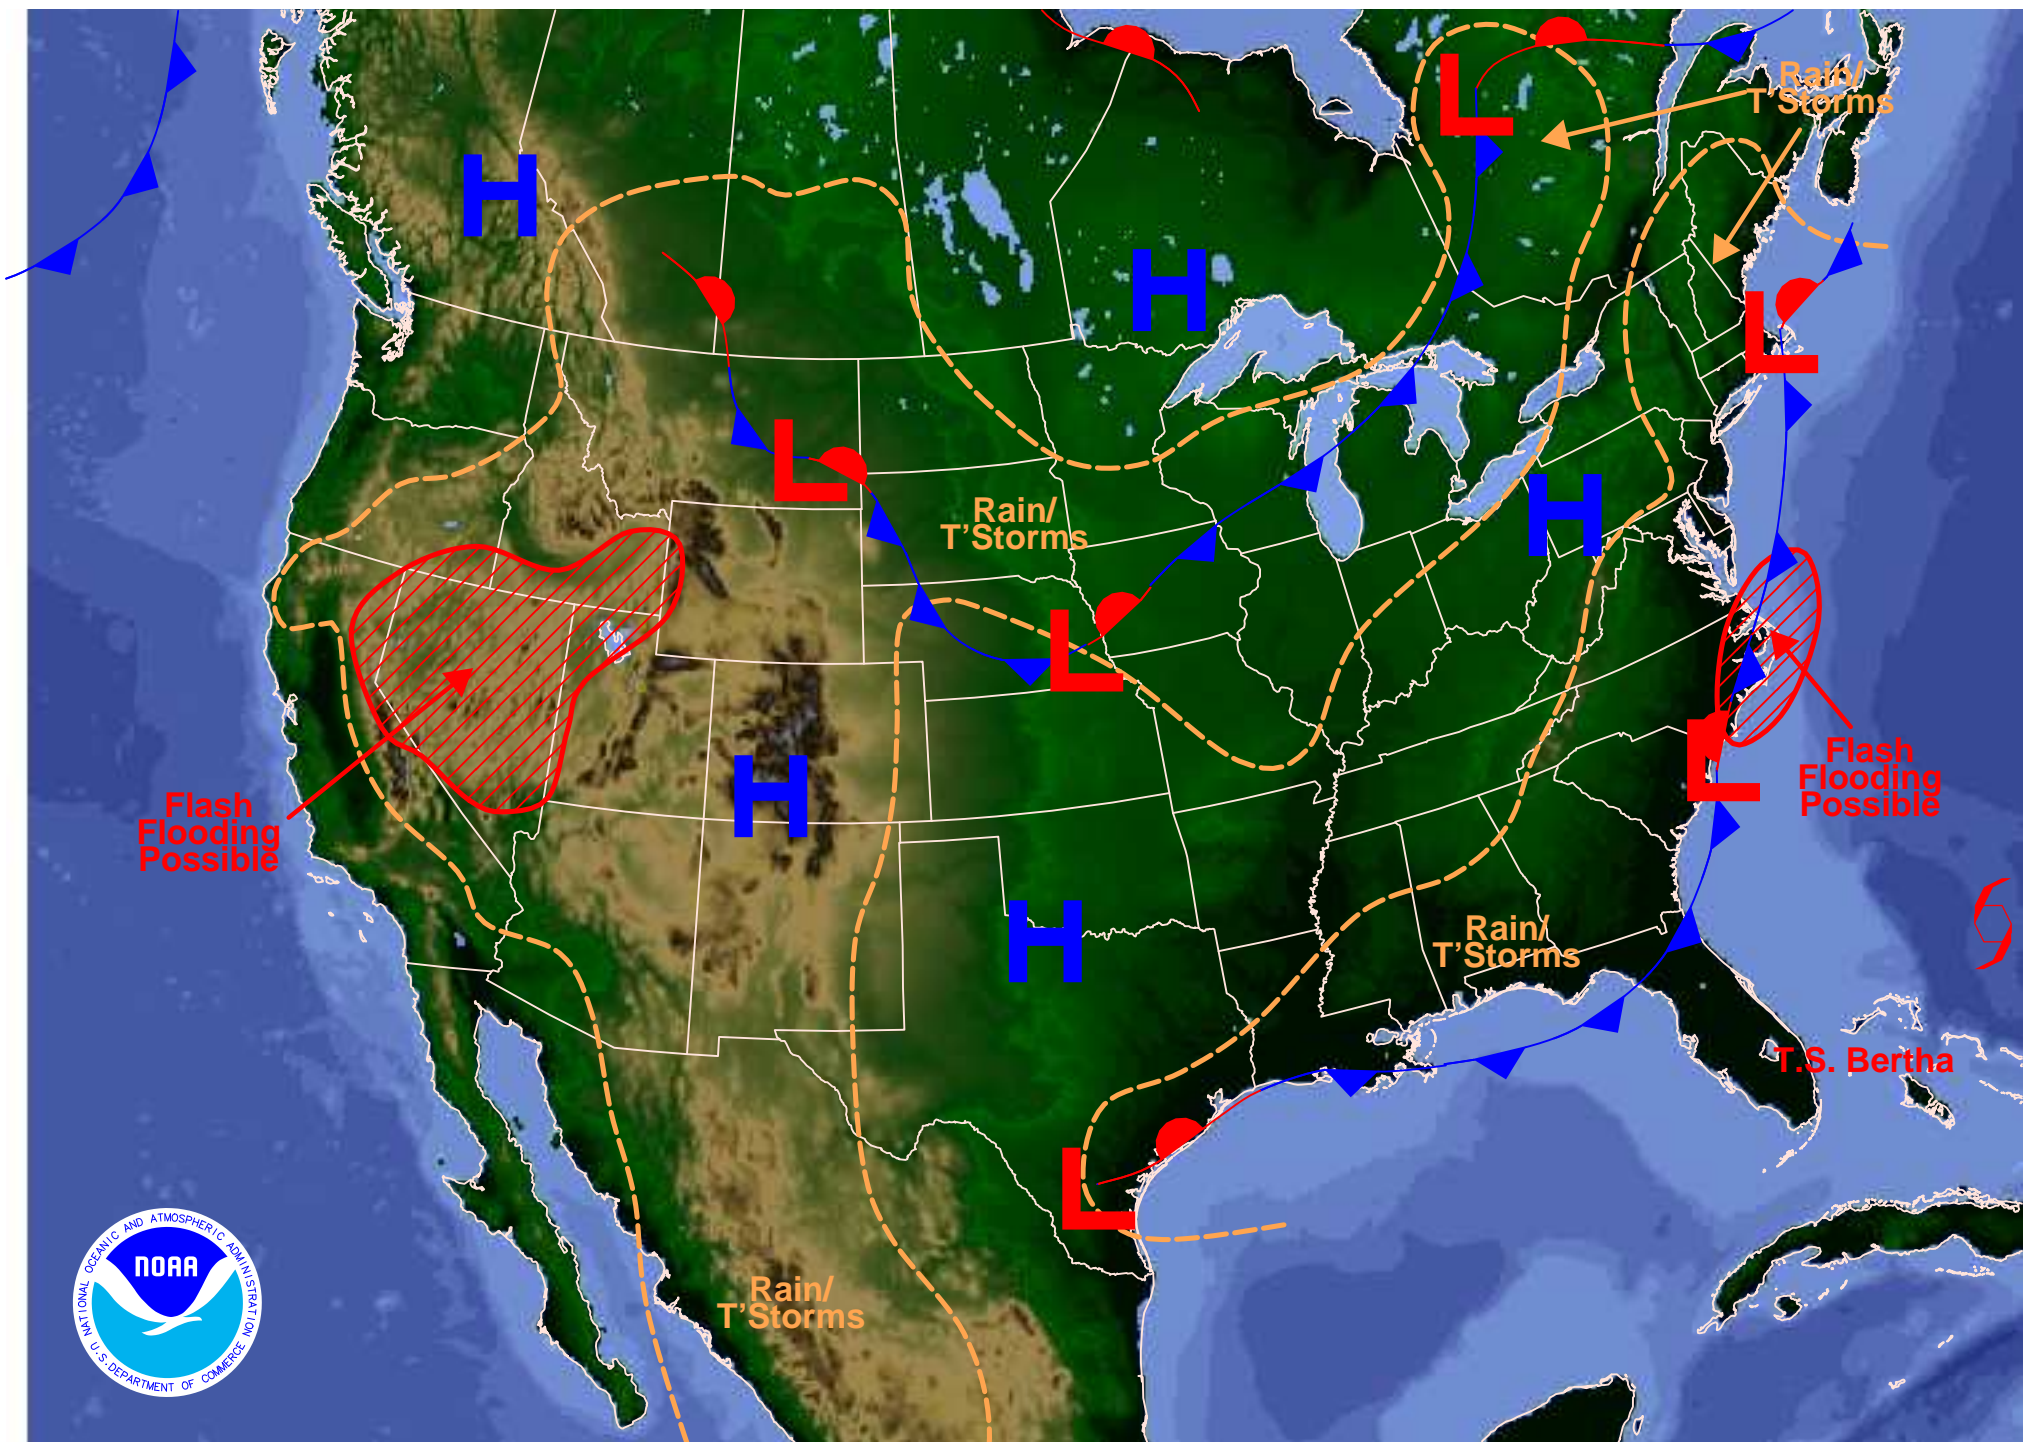 H
L
Rain/
T'Storms
H
L
L
Rain/
T'Storms
H
L
L
Flash
Flooding
Possible
H
Flash
Flooding
Possible
H
Rain/
T'Storms
T.S. Bertha
L
Rain/
T'Storms
NATIONAL OCEANIC AND ATMOSPHERIC ADMINISTRATION
NOAA
U.S. DEPARTMENT OF COMMERCE